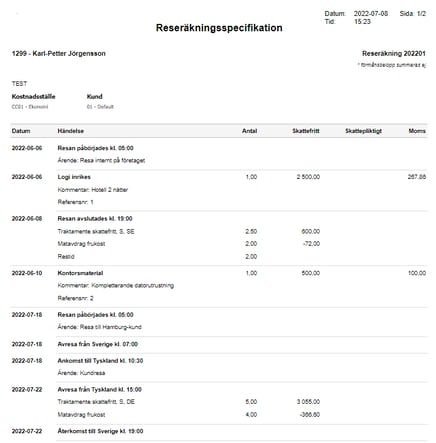 Datum: 2022-07-08 Sida: 1/2
Tid: 15:23
Reseräkningsspecifikation
1299 - Karl-Petter Jörgensson Reseräkning 202201
* förmånsbelopp summeras ej
TEST
Kostnadsställe Kund
CC01 - Ekonomi 01 - Default
Datum Händelse Antal Skattefritt Skattepliktigt Moms
2022-06-06 Resan påbörjades kl. 05:00
Ärende: Resa internt på företaget
2022-06-06 Logi inrikes 1,00 2 500,00 267,86
Kommentar: Hotell 2 nätter
Referensnr: 1
2022-06-08 Resan avslutades kl. 19:00
Traktamente skattefritt, S, SE 2,50 600,00
Matavdrag frukost 2,00 -72,00
Restid 2,00
2022-06-10 Kontorsmaterial 1,00 500,00 100,00
Kommentar: Kompletterande datorutrustning
Referensnr: 2
2022-07-18 Resan påbörjades kl. 05:00
Ärende: Resa till Hamburg-kund
2022-07-18 Avresa från Sverige kl. 07:00
2022-07-18 Ankomst till Tyskland kl. 10:30
Ärende: Kundresa
2022-07-22 Avresa från Tyskland kl. 15:00
Traktamente skattefritt, S, DE 5,00 3 055,00
Matavdrag frukost 4,00 -366,60
2022-07-22 Återkomst till Sverige kl. 19:00